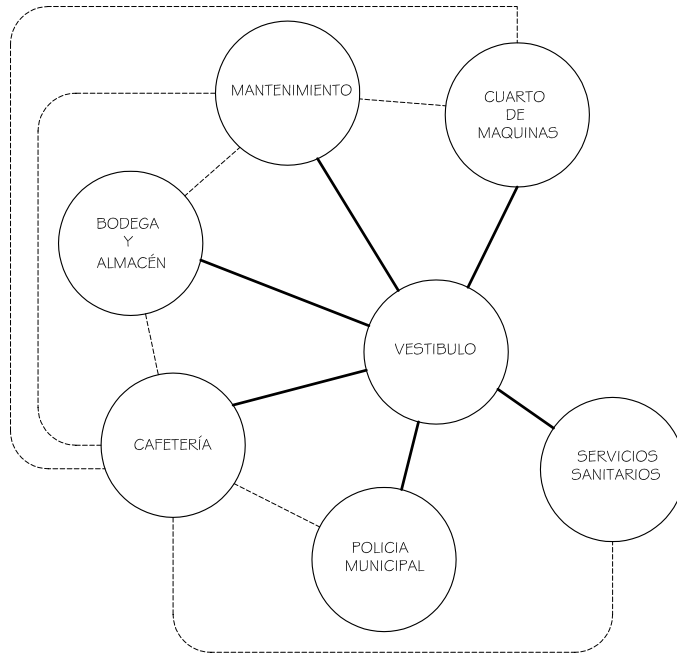 MANTENIMIENTO
CUARTO
DE
MAQUINAS
BODEGA
Y
ALMACÉN
VESTIBULO
CAFETERÍA
SERVICIOS
SANITARIOS
POLICIA
MUNICIPAL